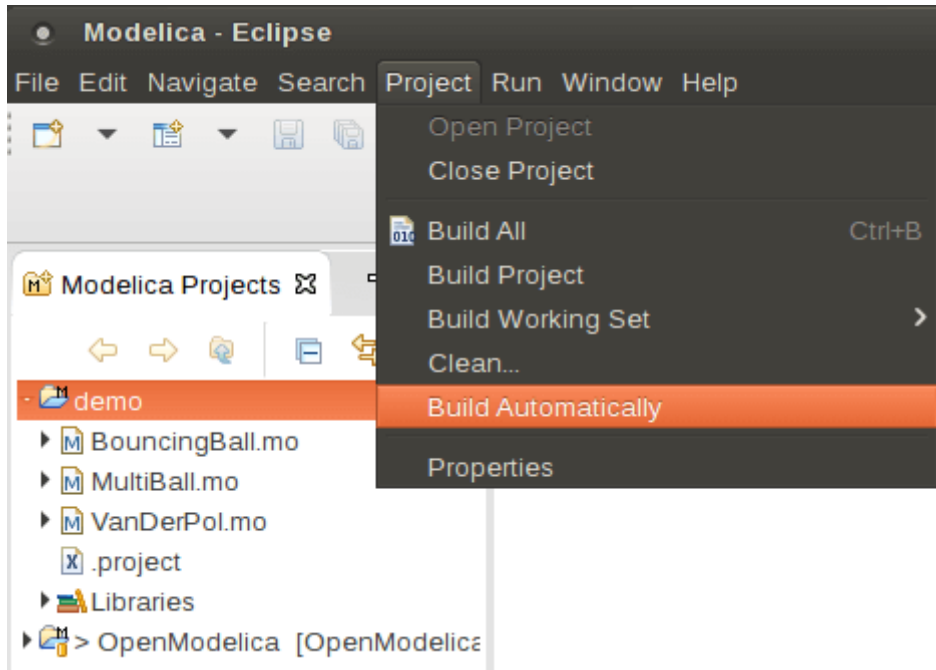 Modelica - Eclipse
File Edit Navigate Search Project Run Window Help
Open Project
Close Project
Build All Ctrl+B
Build Project
Build Working Set
Clean...
Build Automatically
Properties
Modelica Projects
demo
BouncingBall.mo
MultiBall.mo
VanDerPol.mo
.project
Libraries
> OpenModelica [OpenModelica